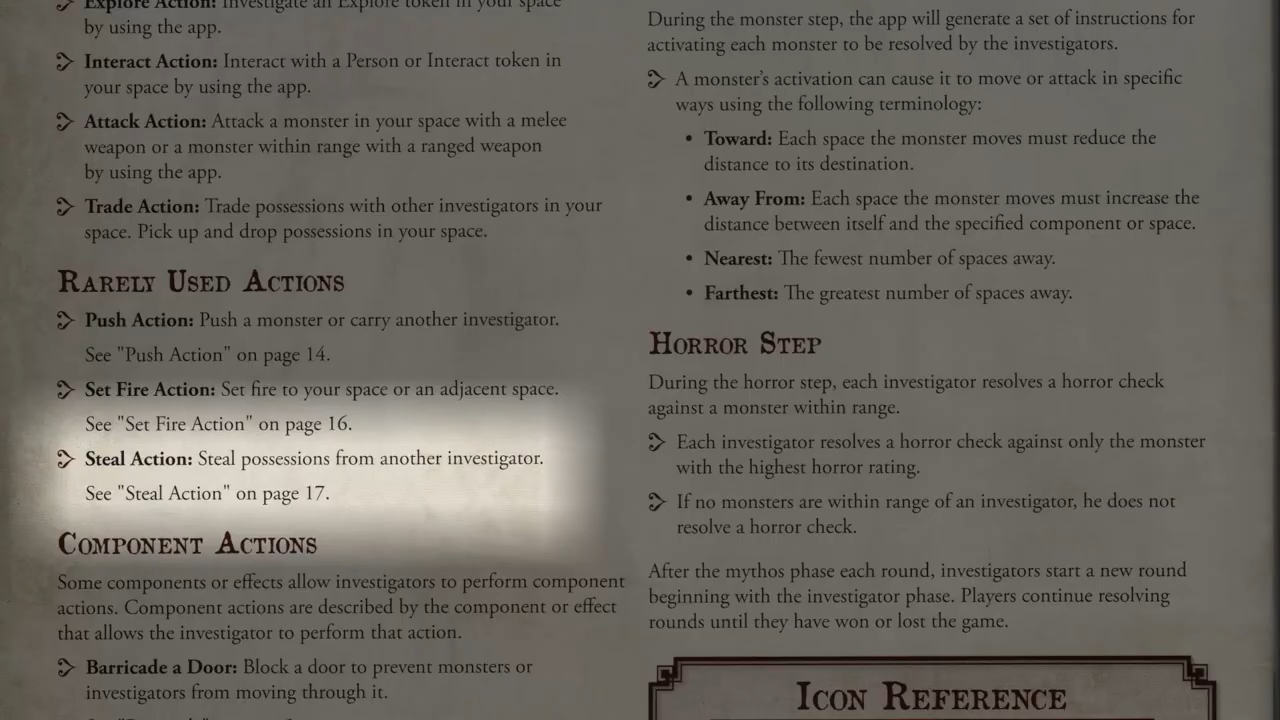 Explore Action: Investigate an Explore token in your space
by using the app.
Interact Action: Interact with a Person or Interact token in
your space by using the app.
Attack Action: Attack a monster in your space with a melee
weapon or a monster within range with a ranged weapon
by using the app.
Trade Action: Trade possessions with other investigators in your
space. Pick up and drop possessions in your space.
Rarely Used Actions
Push Action: Push a monster or carry another investigator.
See "Push Action" on page 14.
Set Fire Action: Set fire to your space or an adjacent space.
See "Set Fire Action" on page 16.
Steal Action: Steal possessions from another investigator.
See "Steal Action" on page 17.
Component Actions
Some components or effects allow investigators to perform component
actions. Component actions are described by the component or effect
that allows the investigator to perform that action.
Barricade a Door: Block a door to prevent monsters or
investigators from moving through it.
During the monster step, the app will generate a set of instructions for
activating each monster to be resolved by the investigators.
A monster's activation can cause it to move or attack in specific
ways using the following terminology:
• Toward: Each space the monster moves must reduce the
distance to its destination.
• Away From: Each space the monster moves must increase the
distance between itself and the specified component or space.
• Nearest: The fewest number of spaces away.
• Farthest: The greatest number of spaces away.
Horror Step
During the horror step, each investigator resolves a horror check
against a monster within range.
Each investigator resolves a horror check against only the monster
with the highest horror rating.
If no monsters are within range of an investigator, he does not
resolve a horror check.
After the mythos phase each round, investigators start a new round
beginning with the investigator phase. Players continue resolving
rounds until they have won or lost the game.
Icon Reference